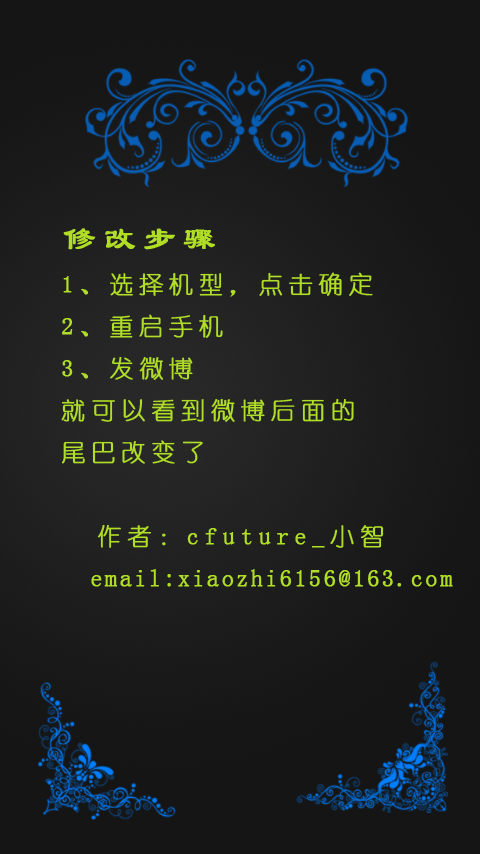 修改步骤
1、选择机型，点击确定
2、重启手机
3、发微博
就可以看到微博后面的
尾巴改变了
作者：cfuture_小智
email:xiaozhi6156@163.com